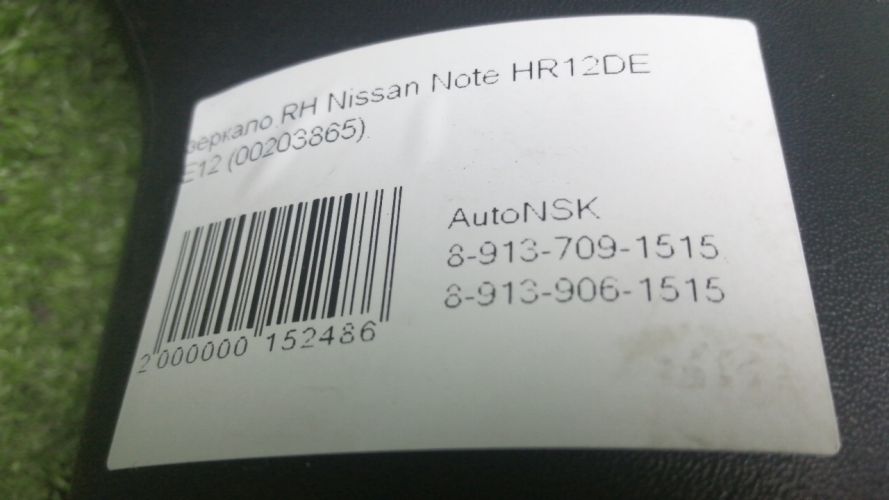 зеркало RH Nissan Note HR12DE
E12 (00203865)
AutoNSK
8-913-709-1515
8-913-906-1515
2 000000 152486